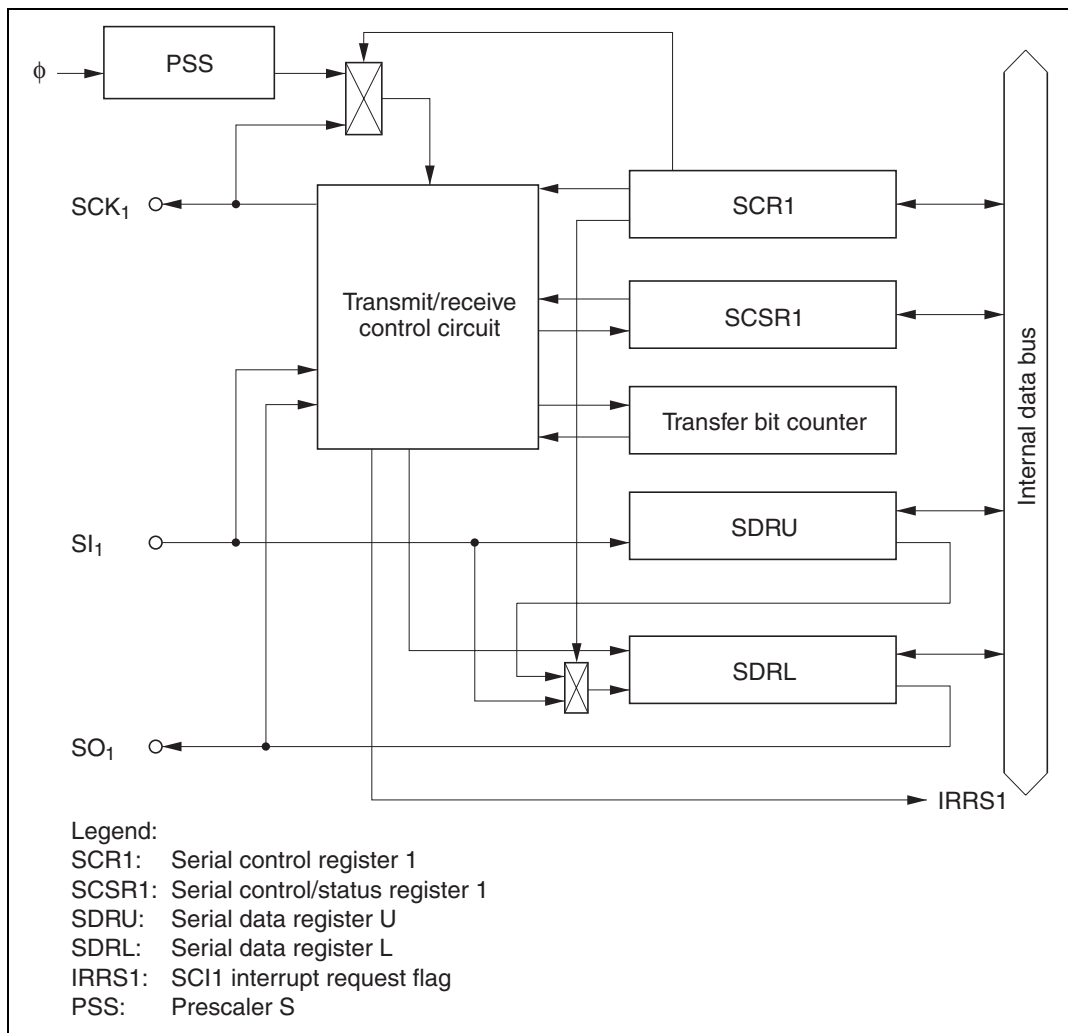 PSS
ϕ
SCK1
SCR1
Transmit/receive
control circuit
SCSR1
Transfer bit counter
Internal data bus
SI1
SDRU
SDRL
SO1
IRRS1
Legend:
SCR1: Serial control register 1
SCSR1: Serial control/status register 1
SDRU: Serial data register U
SDRL: Serial data register L
IRRS1: SCI1 interrupt request flag
PSS: Prescaler S